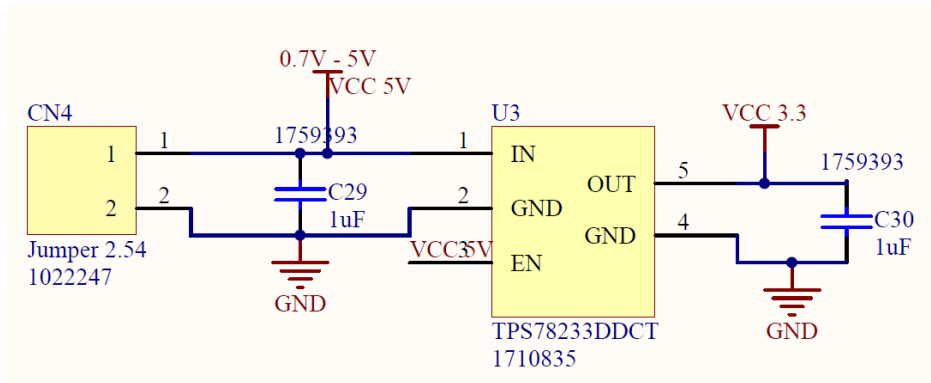 0.7V - 5V
VCC 5V
CN4
1
1
2
2
Jumper 2.54
1022247
1759393
C29
1uF
GND
U3
1
IN
2
GND
VCC 5V
3
EN
OUT
5
GND
4
TPS78233DDCT
1710835
VCC 3.3
1759393
C30
1uF
GND